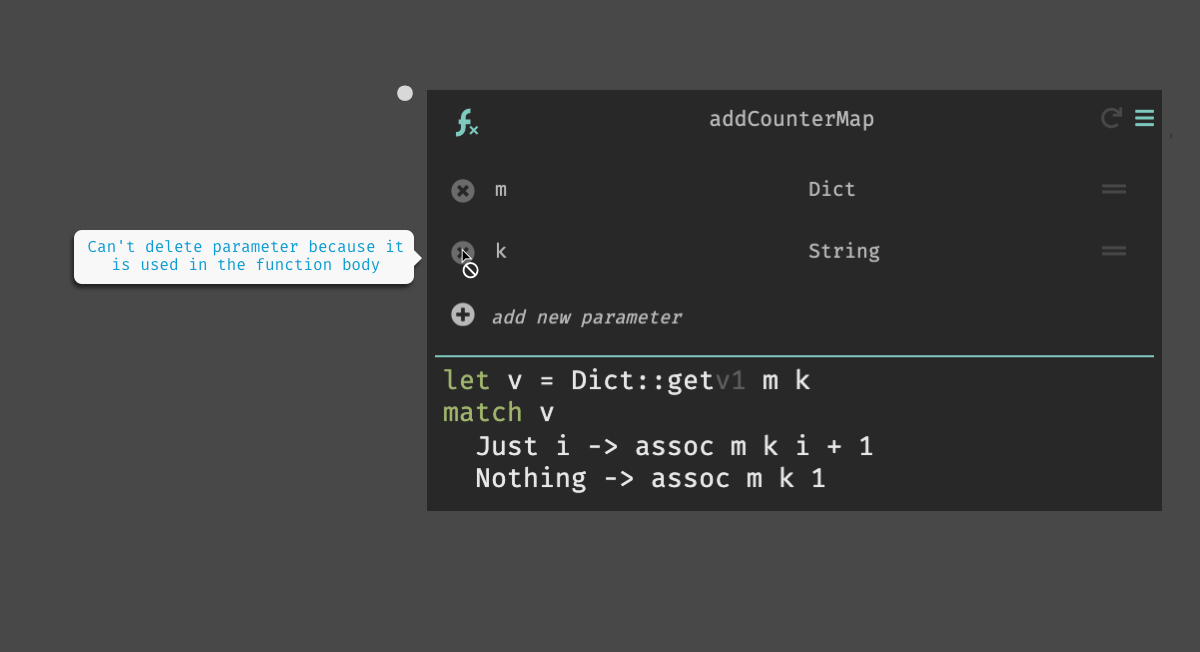 addCounterMap
m Dict
Can't delete parameter because it
is used in the function body
k String
add new parameter
let v = Dict::getv1 m k
match v
  Just i -> assoc m k i + 1
  Nothing -> assoc m k 1